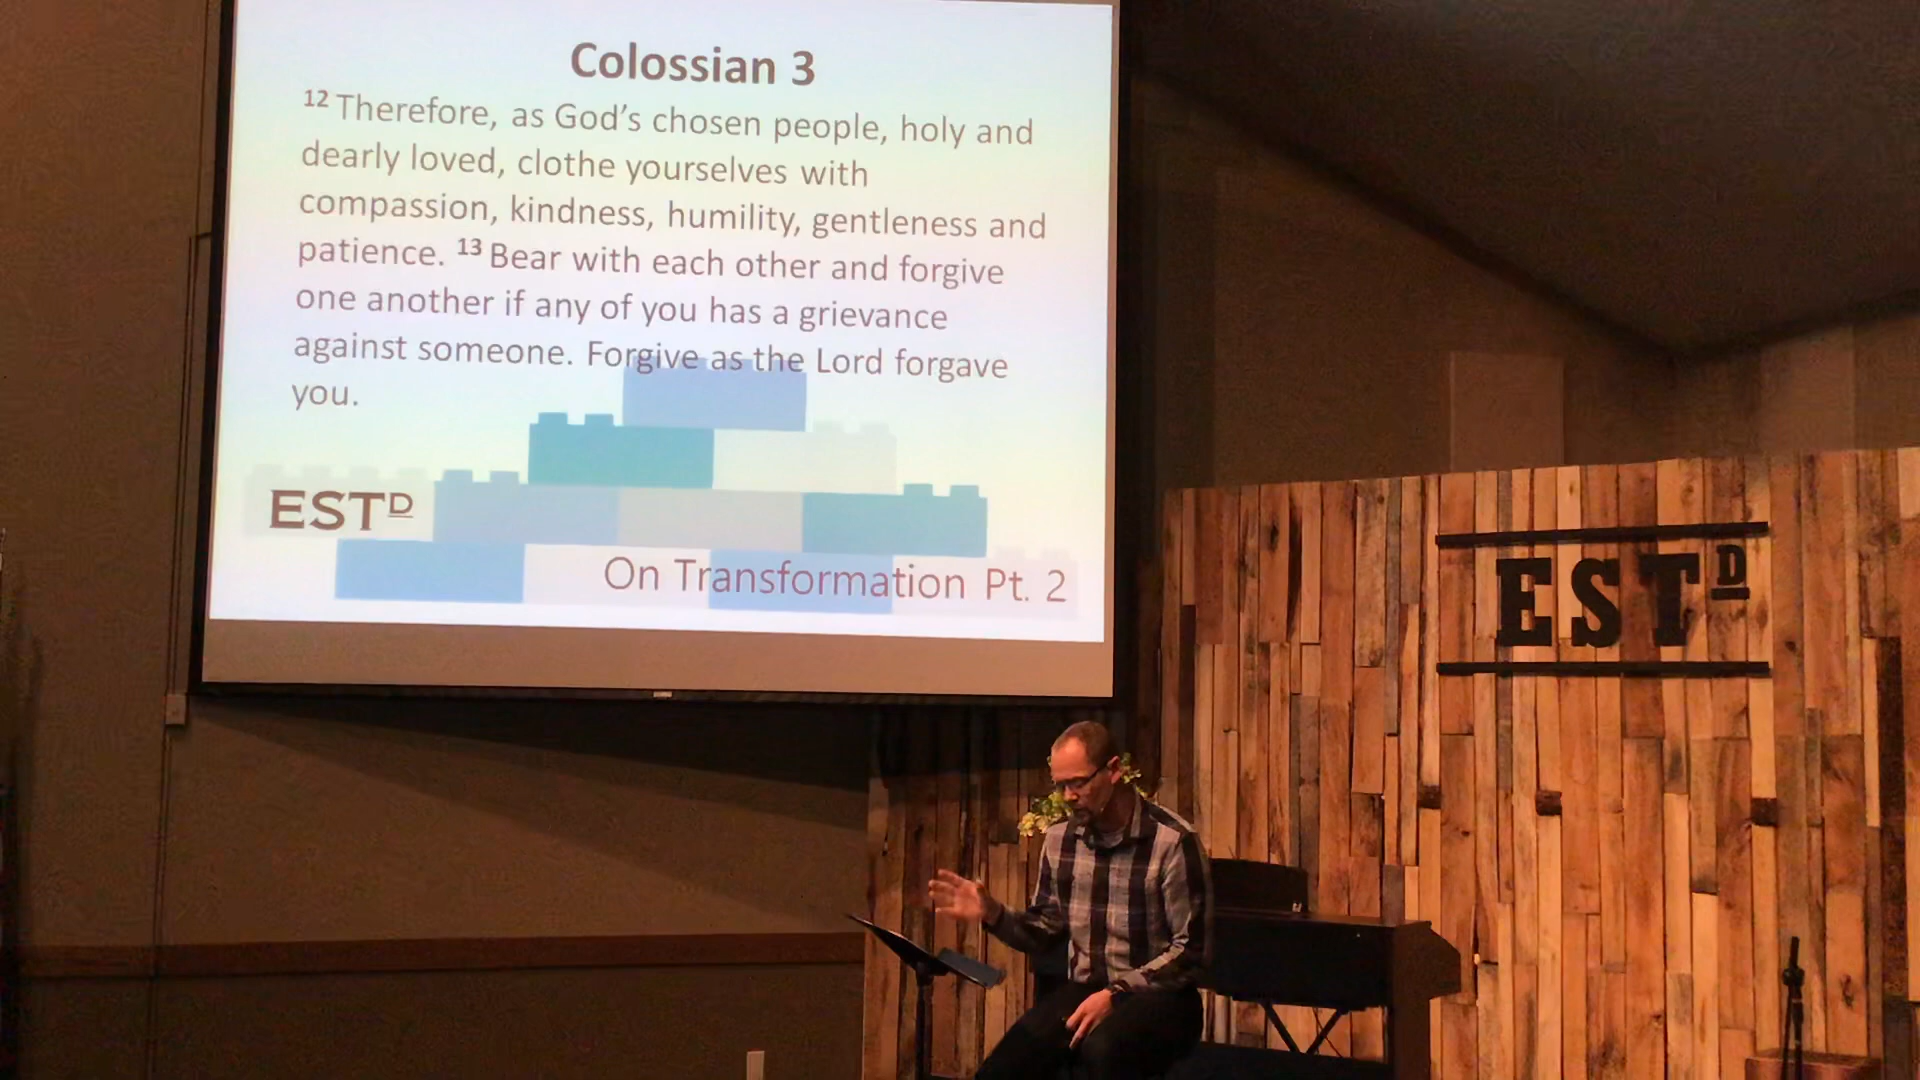 Colossian 3
12 Therefore, as God's chosen people, holy and
dearly loved, clothe yourselves with
compassion, kindness, humility, gentleness and
patience. 13 Bear with each other and forgive
one another if any of you has a grievance
against someone. Forgive as the Lord forgave
you.
ESTD
On Transformation Pt. 2
ESTD